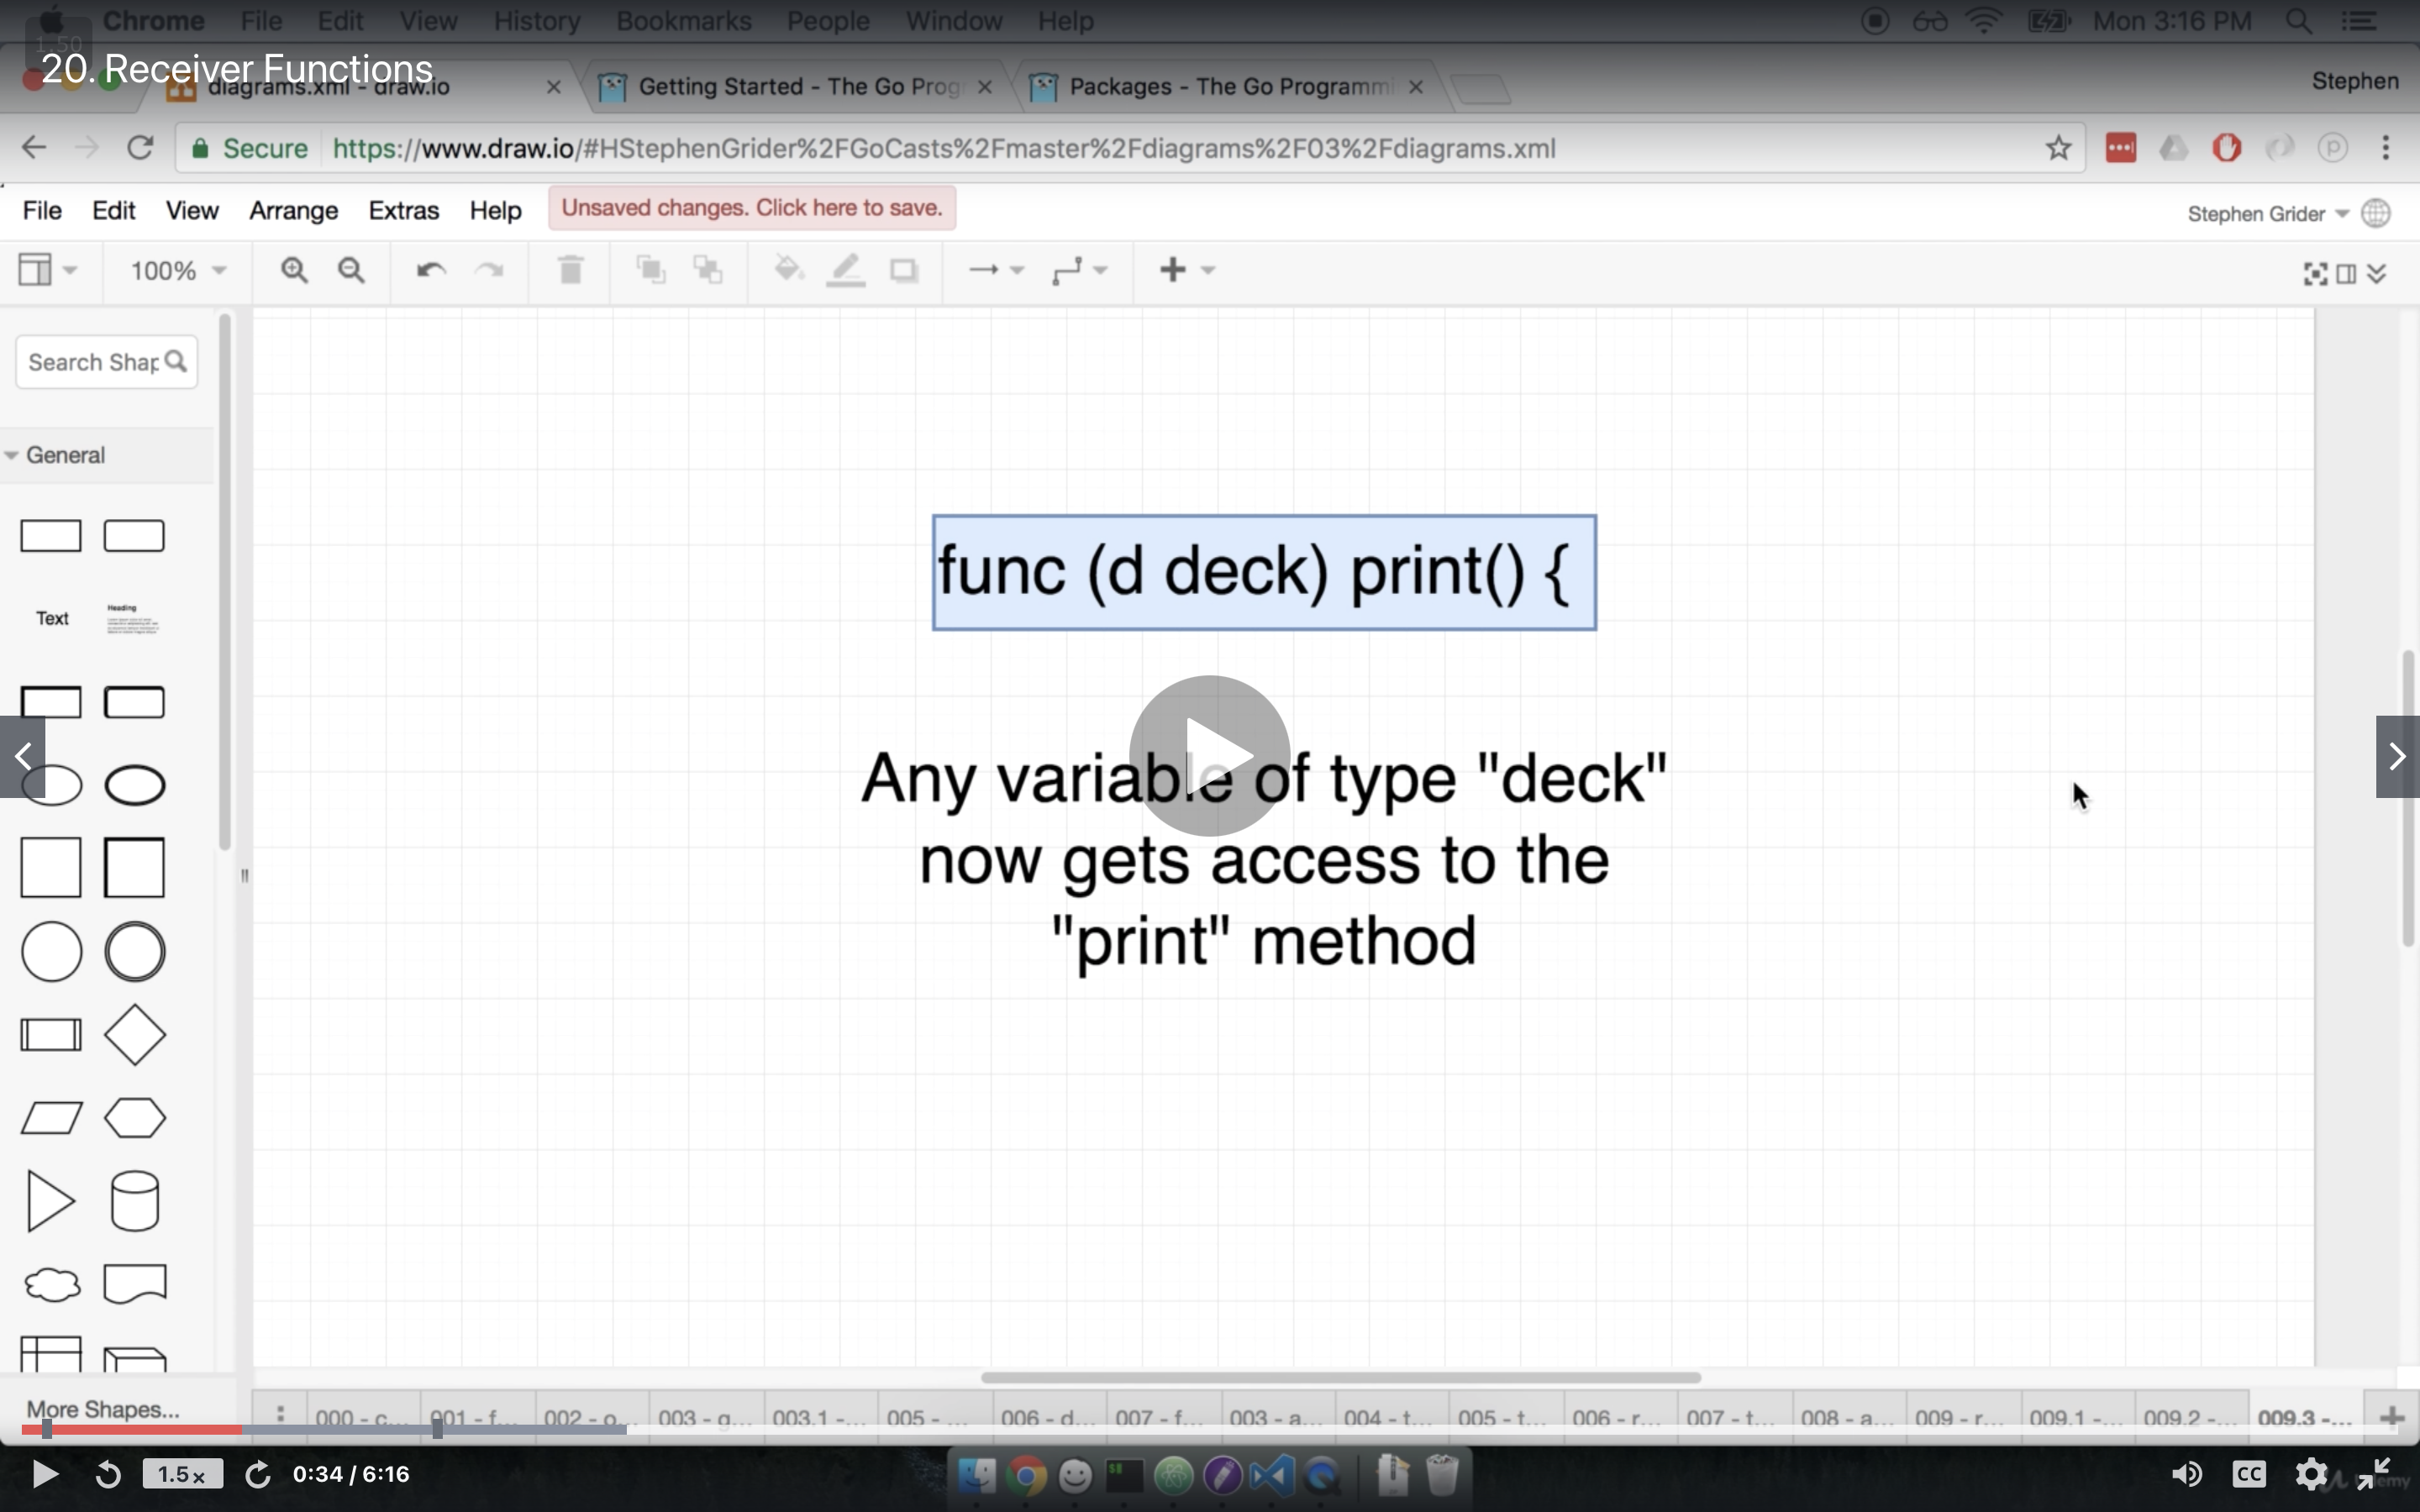 Chrome File Edit View History Bookmarks People Window Help Mon 3:16 PM
1.50
20. Receiver Functions
diagrams.xml - draw.io Getting Started - The Go Prog Packages - The Go Programmi Stephen
Secure https://www.draw.io/#HStephenGrider%2FGoCasts%2Fmaster%2Fdiagrams%2F03%2Fdiagrams.xml
File Edit View Arrange Extras Help Unsaved changes. Click here to save. Stephen Grider
100%
Search Shap
General
Text Heading
func (d deck) print() {
Any variable of type "deck"
now gets access to the
"print" method
More Shapes...
000 - c... 001 - f... 002 - o... 003 - g... 003.1 -... 005 - ... 006 - d... 007 - f... 003 - a... 004 - t... 005 - t... 006 - r... 007 - t... 008 - a... 009 - r... 009.1 -... 009.2 -... 009.3 -...
1.5x 0:34 / 6:16 CC